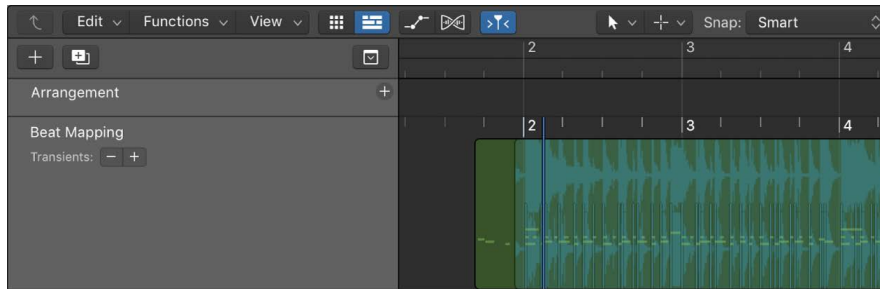 Edit Functions View Snap: Smart
2 3 4
Arrangement
Beat Mapping
2 3 4
Transients: